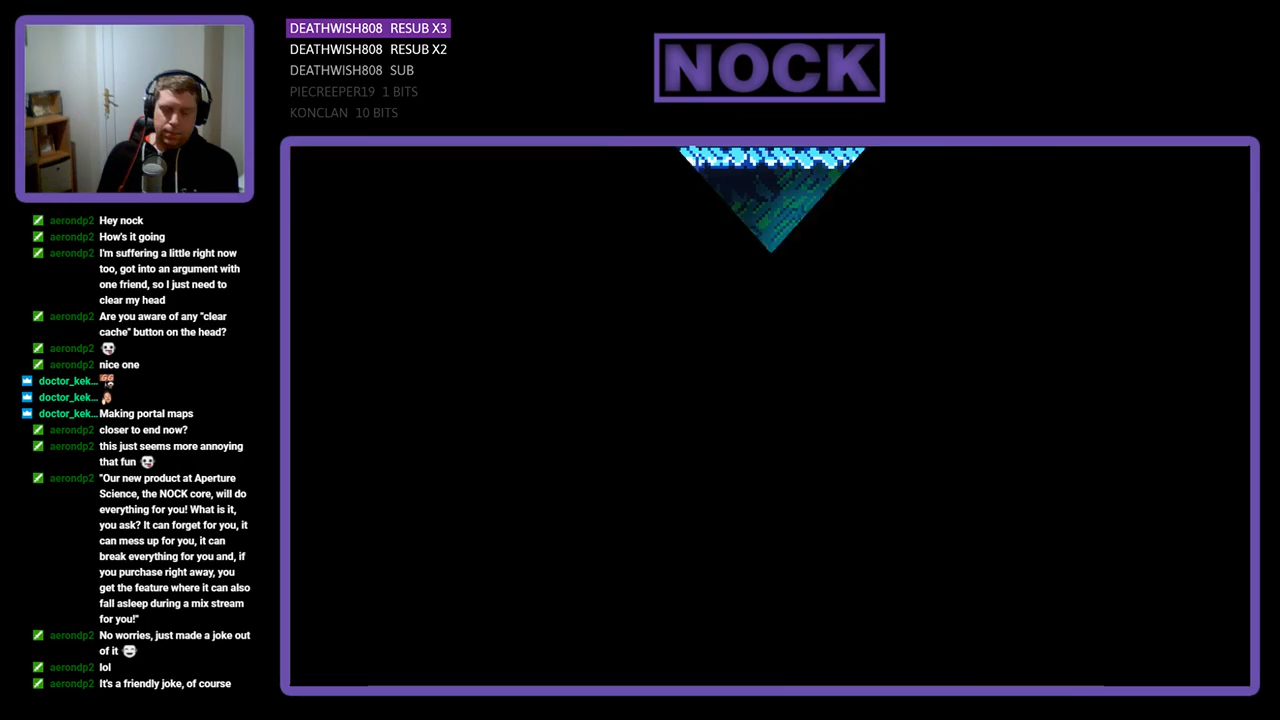 DEATHWISH808 RESUB X3
DEATHWISH808 RESUB X2
DEATHWISH808 SUB
PIECREEPER19 1 BITS
KONCLAN 10 BITS
NOCK
aerondp2 Hey nock
aerondp2 How's it going
aerondp2 I'm suffering a little right now
too, got into an argument with
one friend, so I just need to
clear my head
aerondp2 Are you aware of any "clear
cache" button on the head?
aerondp2
aerondp2 nice one
doctor_kek...
doctor_kek...
doctor_kek... Making portal maps
aerondp2 closer to end now?
aerondp2 this just seems more annoying
that fun
aerondp2 "Our new product at Aperture
Science, the NOCK core, will do
everything for you! What is it,
you ask? It can forget for you, it
can mess up for you, it can
break everything for you and, if
you purchase right away, you
get the feature where it can also
fall asleep during a mix stream
for you!"
aerondp2 No worries, just made a joke out
of it
aerondp2 lol
aerondp2 It's a friendly joke, of course